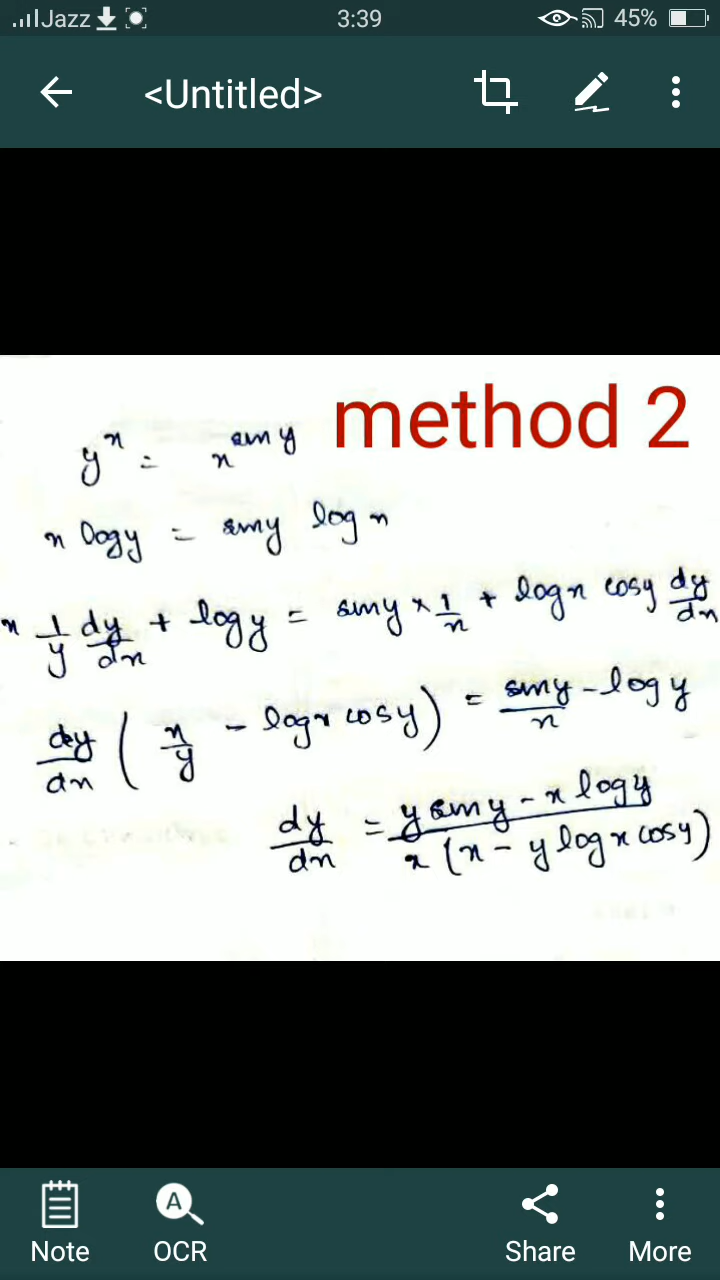 Jazz 3:39 45%
<Untitled>
method 2
y^x = x^sin y
x log y = sin y log x
x 1/y dy/dx + log y = sin y × 1/x + log x cos y dy/dx
dy/dx ( x/y - log x cos y ) = sin y/x - log y
dy/dx = y sin y - x log y / x (x - y log x cos y)
A
Note OCR Share More